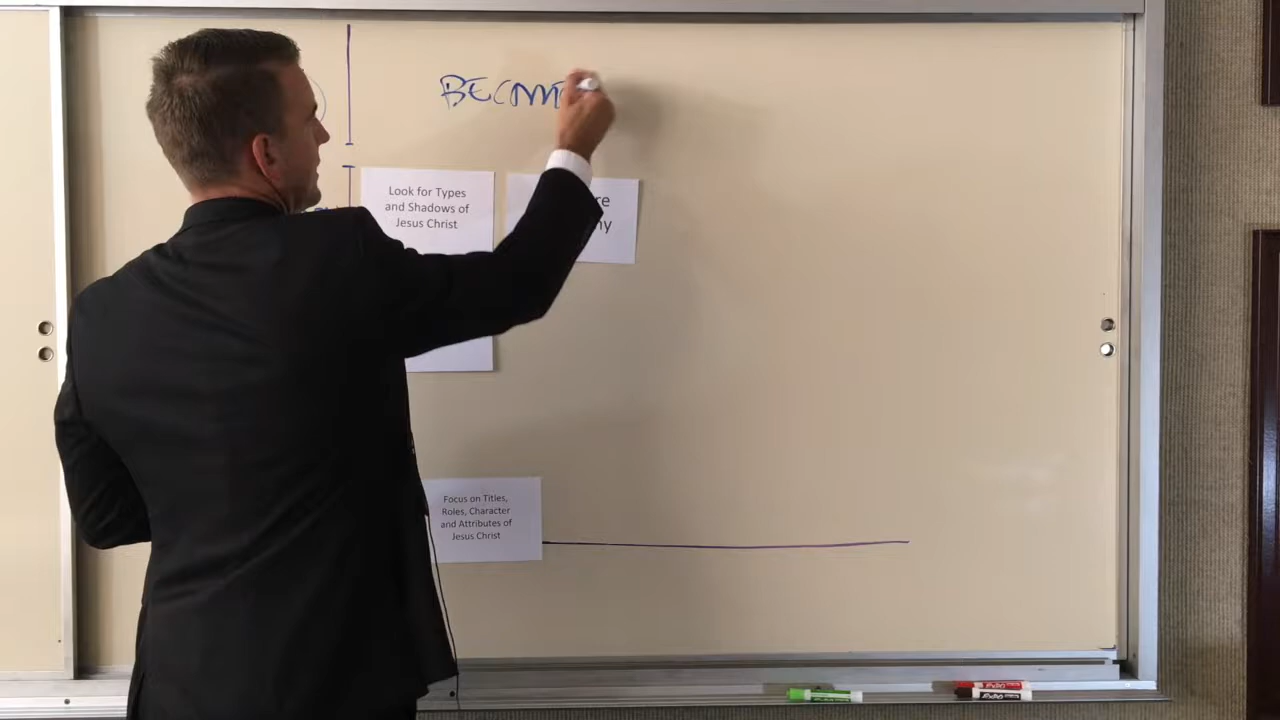 BECOME
Look for Types
and Shadows of
Jesus Christ
Focus on Titles,
Roles, Character
and Attributes of
Jesus Christ